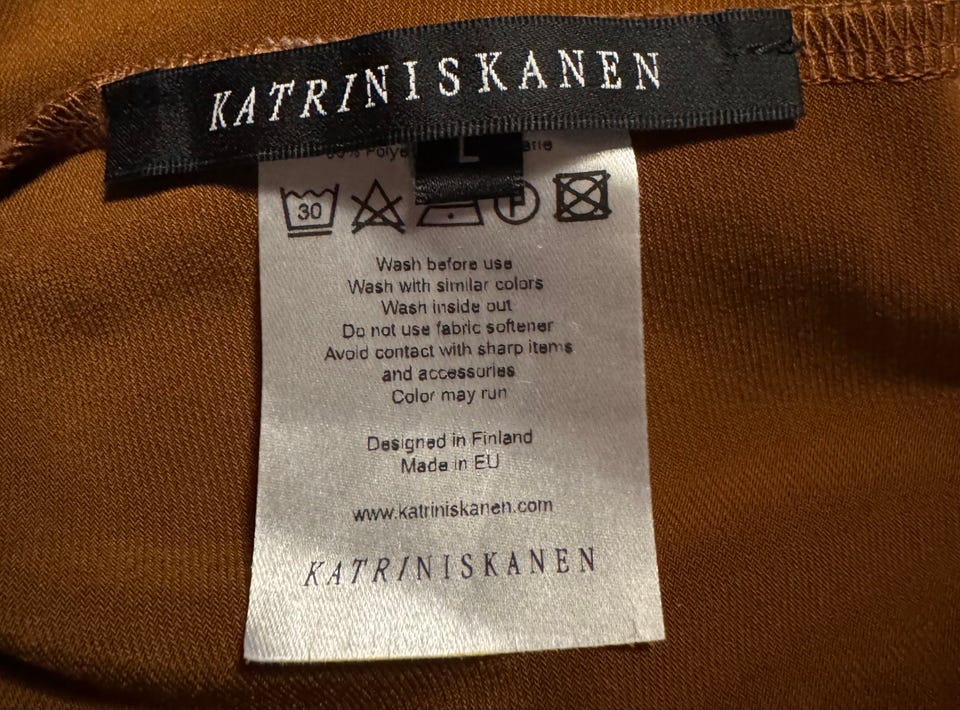 KATRINISKANEN
L
30
P
Wash before use
Wash with similar colors
Wash inside out
Do not use fabric softener
Avoid contact with sharp items
and accessories
Color may run
Designed in Finland
Made in EU
www.katriniskanen.com
KATRINISKANEN